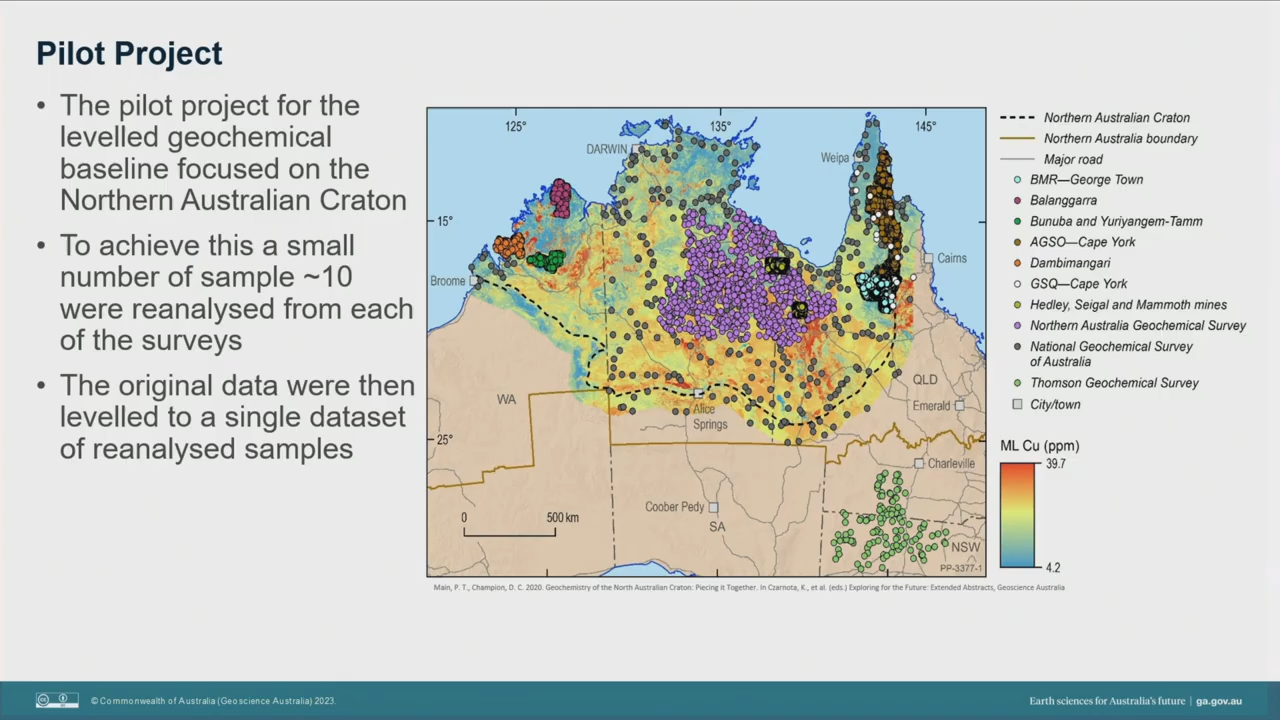 Pilot Project
• The pilot project for the
levelled geochemical
baseline focused on the
Northern Australian Craton
• To achieve this a small
number of sample ~10
were reanalysed from each
of the surveys
• The original data were then
levelled to a single dataset
of reanalysed samples
125°
135°
145°
DARWIN
Weipa
15°
Cairns
Broome
WA
Alice
Springs
QLD
Emerald
25°
Charleville
Coober Pedy
SA
0
500 km
NSW
PP-3377-1
Northern Australian Craton
Northern Australia boundary
Major road
BMR—George Town
Balanggarra
Bunuba and Yuriyangem-Tamm
AGSO—Cape York
Dambimangari
GSQ—Cape York
Hedley, Seigal and Mammoth mines
Northern Australia Geochemical Survey
National Geochemical Survey
of Australia
Thomson Geochemical Survey
City/town
ML Cu (ppm)
39.7
4.2
Main, P. T., Champion, D. C. 2020. Geochemistry of the North Australian Craton: Piecing it Together. In Czarnota, K., et al. (eds.) Exploring for the Future: Extended Abstracts, Geoscience Australia
© Commonwealth of Australia (Geoscience Australia) 2023.
Earth sciences for Australia's future | ga.gov.au